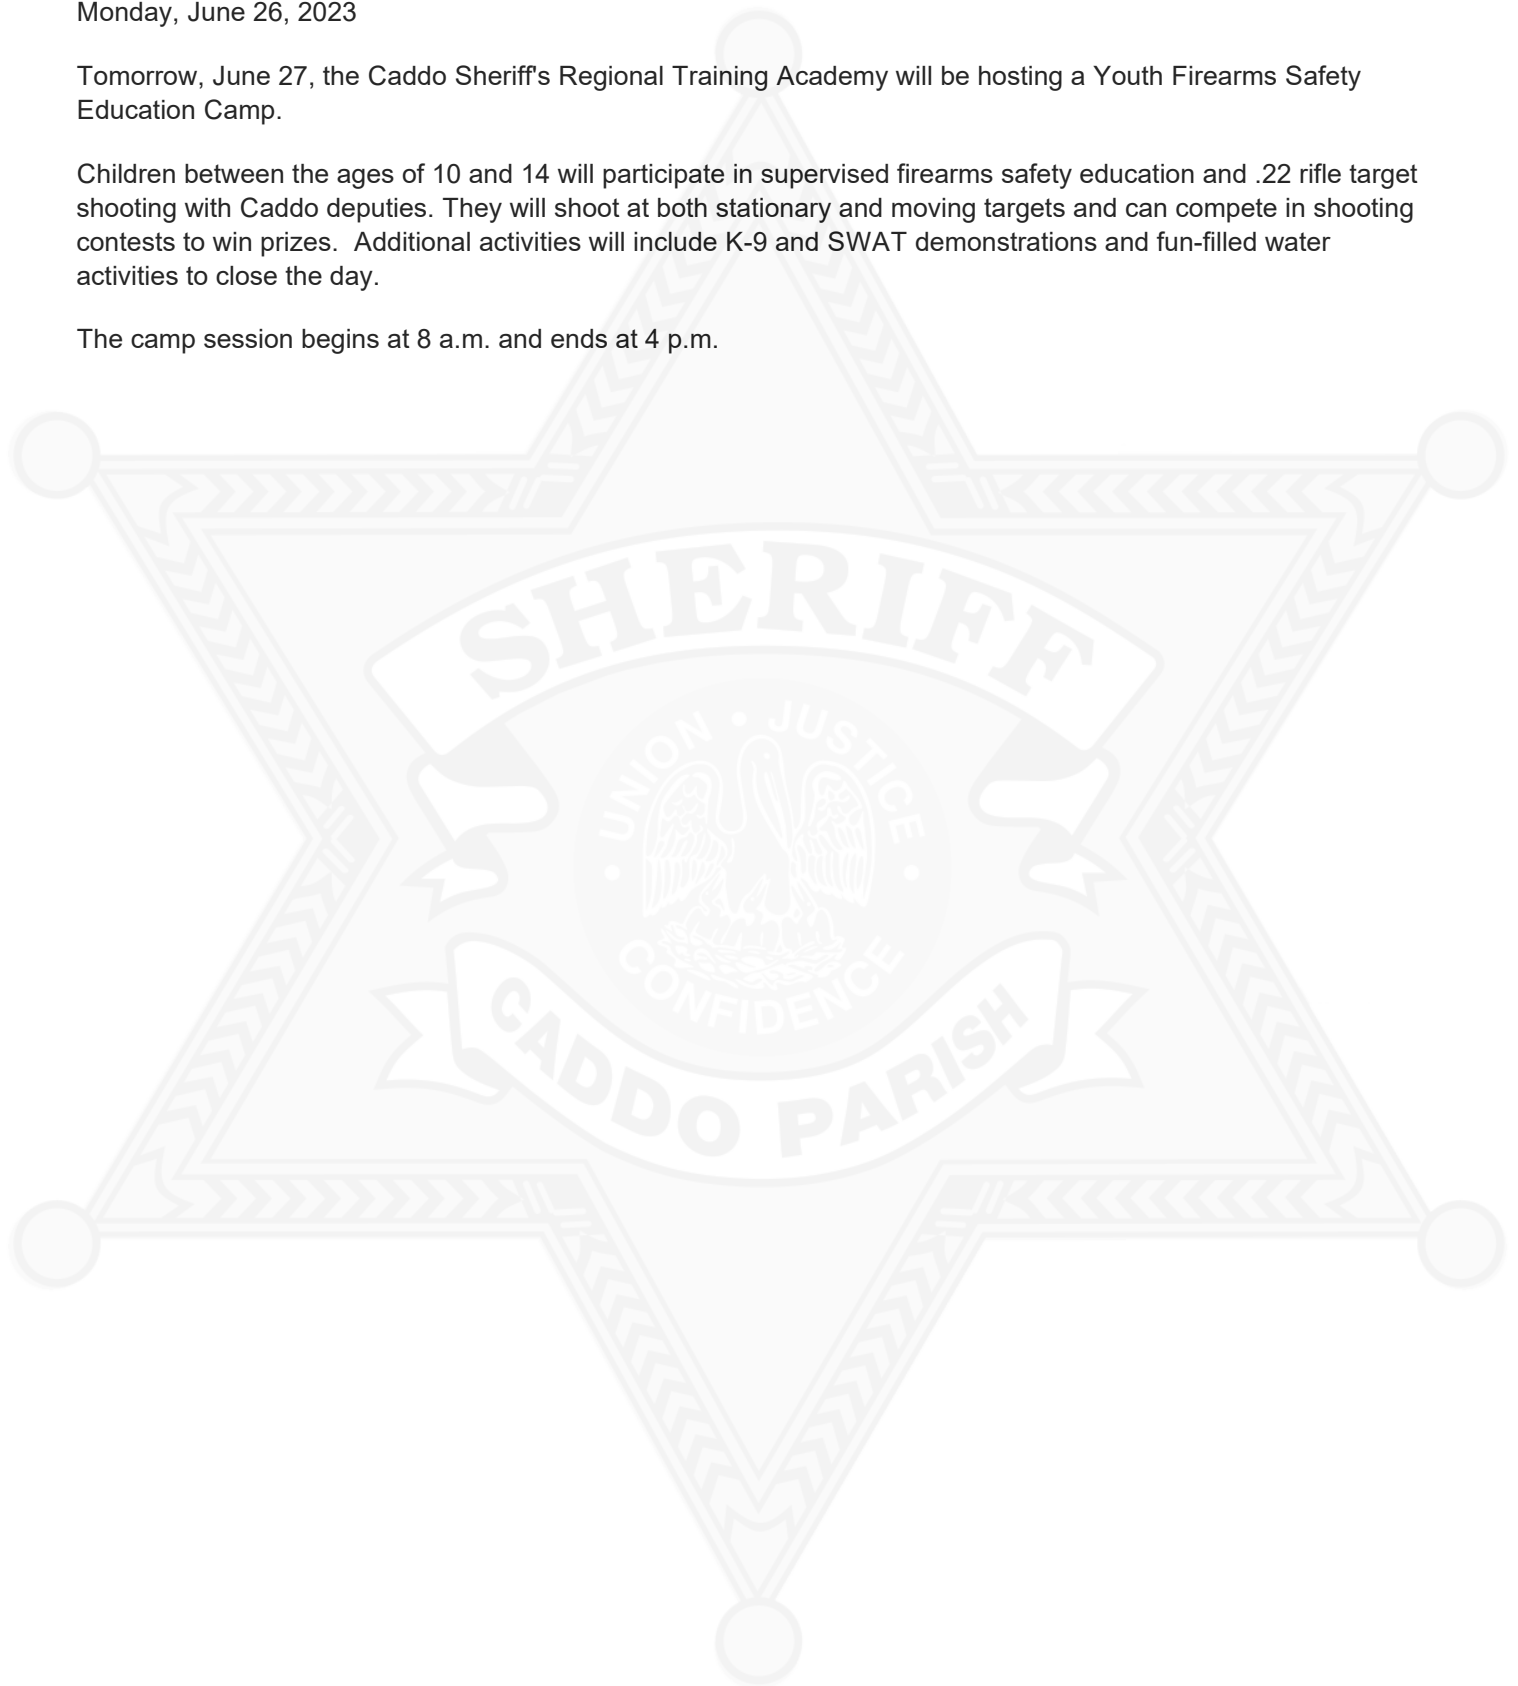 Monday, June 26, 2023
Tomorrow, June 27, the Caddo Sheriff's Regional Training Academy will be hosting a Youth Firearms Safety
Education Camp.
Children between the ages of 10 and 14 will participate in supervised firearms safety education and .22 rifle target
shooting with Caddo deputies. They will shoot at both stationary and moving targets and can compete in shooting
contests to win prizes.  Additional activities will include K-9 and SWAT demonstrations and fun-filled water
activities to close the day.
The camp session begins at 8 a.m. and ends at 4 p.m.
SHERIFF
UNION • JUSTICE
• CONFIDENCE •
CADDO PARISH